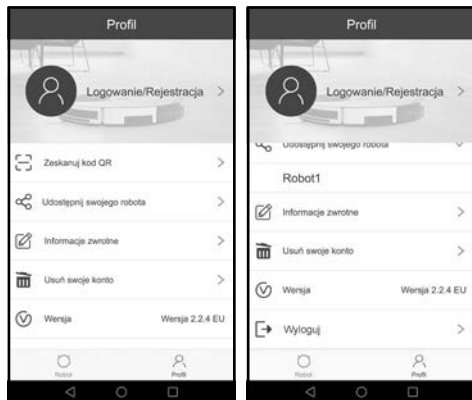 Profil
Logowanie/Rejestracja
Zeskanuj kod QR
Udostępnij swojego robota
Informacje zwrotne
Usuń swoje konto
Wersja Wersja 2.2.4 EU
Robot
Profil
Profil
Logowanie/Rejestracja
Udostępnij swojego robota
Robot1
Informacje zwrotne
Usuń swoje konto
Wersja Wersja 2.2.4 EU
Wyloguj
Robot
Profil